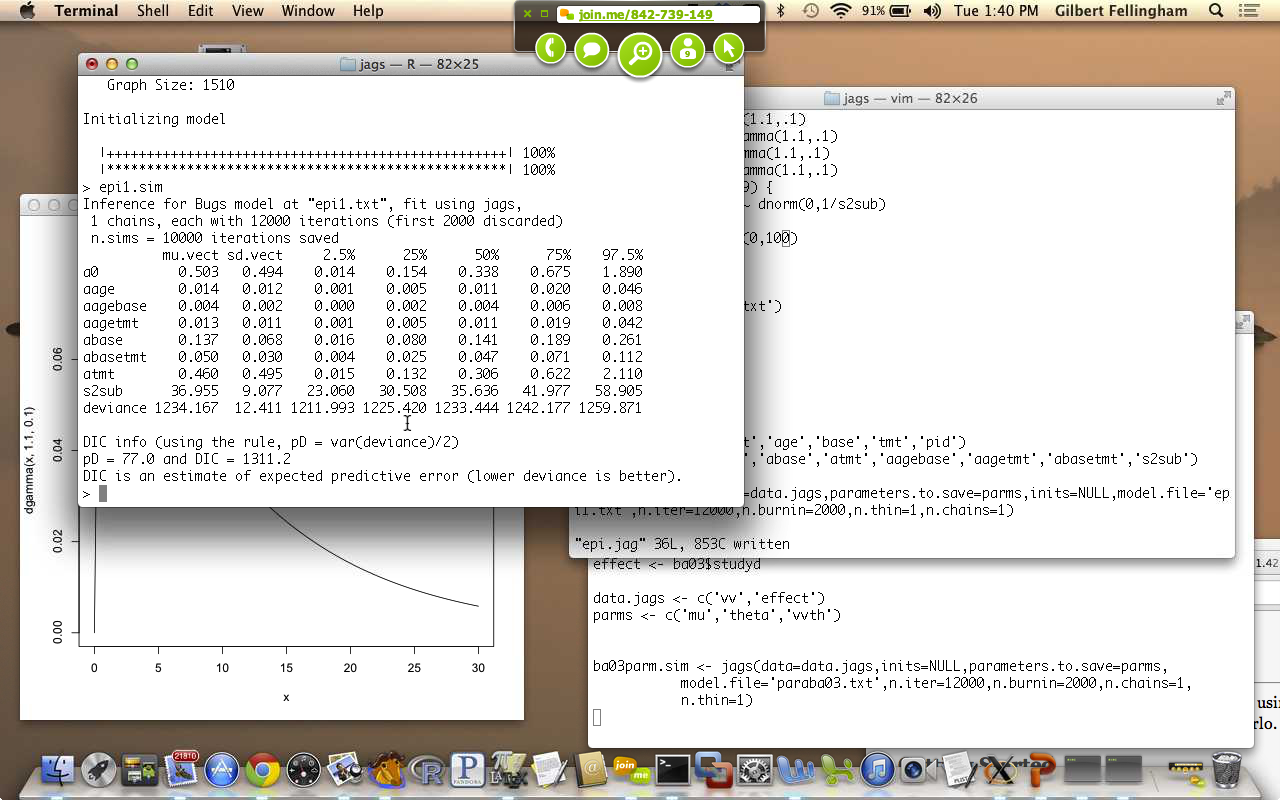 Terminal Shell Edit View Window Help
join.me/842-739-149
91% Tue 1:40 PM Gilbert Fellingham
jags — R — 82×25
Graph Size: 1510
Initializing model
|++++++++++++++++++++++++++++++++++++++++++++++++++| 100%
|**************************************************| 100%
> epi1.sim
Inference for Bugs model at "epi1.txt", fit using jags,
1 chains, each with 12000 iterations (first 2000 discarded)
n.sims = 10000 iterations saved
mu.vect sd.vect 2.5% 25% 50% 75% 97.5%
a0 0.503 0.494 0.014 0.154 0.338 0.675 1.890
aage 0.014 0.012 0.001 0.005 0.011 0.020 0.046
aagebase 0.004 0.002 0.000 0.002 0.004 0.006 0.008
aagetmt 0.013 0.011 0.001 0.005 0.011 0.019 0.042
abase 0.137 0.068 0.016 0.080 0.141 0.189 0.261
abasetmt 0.050 0.030 0.004 0.025 0.047 0.071 0.112
atmt 0.460 0.495 0.015 0.132 0.306 0.622 2.110
s2sub 36.955 9.077 23.060 30.508 35.636 41.977 58.905
deviance 1234.167 12.411 1211.993 1225.420 1233.444 1242.177 1259.871
DIC info (using the rule, pD = var(deviance)/2)
pD = 77.0 and DIC = 1311.2
DIC is an estimate of expected predictive error (lower deviance is better).
>
jags — vim — 82×26
(1.1,.1)
amma(1.1,.1)
mma(1.1,.1)
amma(1.1,.1)
9) {
~ dnorm(0,1/s2sub)
(0,100)
txt')
t','age','base','tmt','pid')
,'abase','atmt','aagebase','aagetmt','abasetmt','s2sub')
=data.jags,parameters.to.save=parms,inits=NULL,model.file='ep
i1.txt',n.iter=12000,n.burnin=2000,n.thin=1,n.chains=1)
"epi.jag" 36L, 853C written
effect <- ba03$studyd
data.jags <- c('vv','effect')
parms <- c('mu','theta','vvth')
ba03parm.sim <- jags(data=data.jags,inits=NULL,parameters.to.save=parms,
model.file='paraba03.txt',n.iter=12000,n.burnin=2000,n.chains=1,
n.thin=1)
1.42
usin
rlo.
dgamma(x, 1.1, 0.1)
0.06
0.04
0.02
0.00
0 5 10 15 20 25 30
x
21810
PANDORA
join me